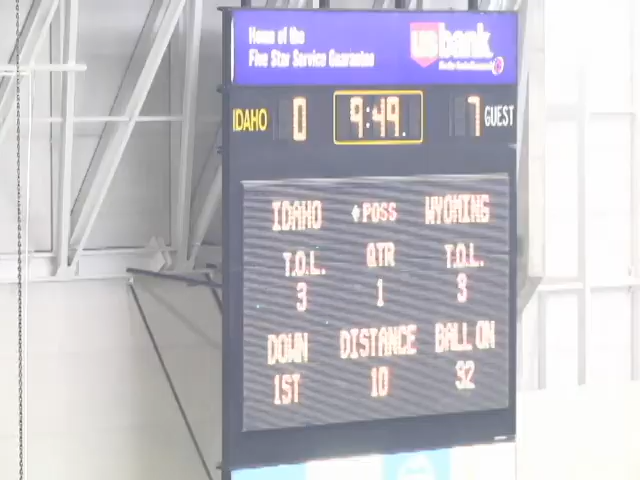 Home of the
Five Star Service Guarantee
usbank
IDAHO 0 9:49 7 GUEST
IDAHO POSS WYOMING
T.O.L. QTR T.O.L.
3 1 3
DOWN DISTANCE BALL ON
1ST 10 32